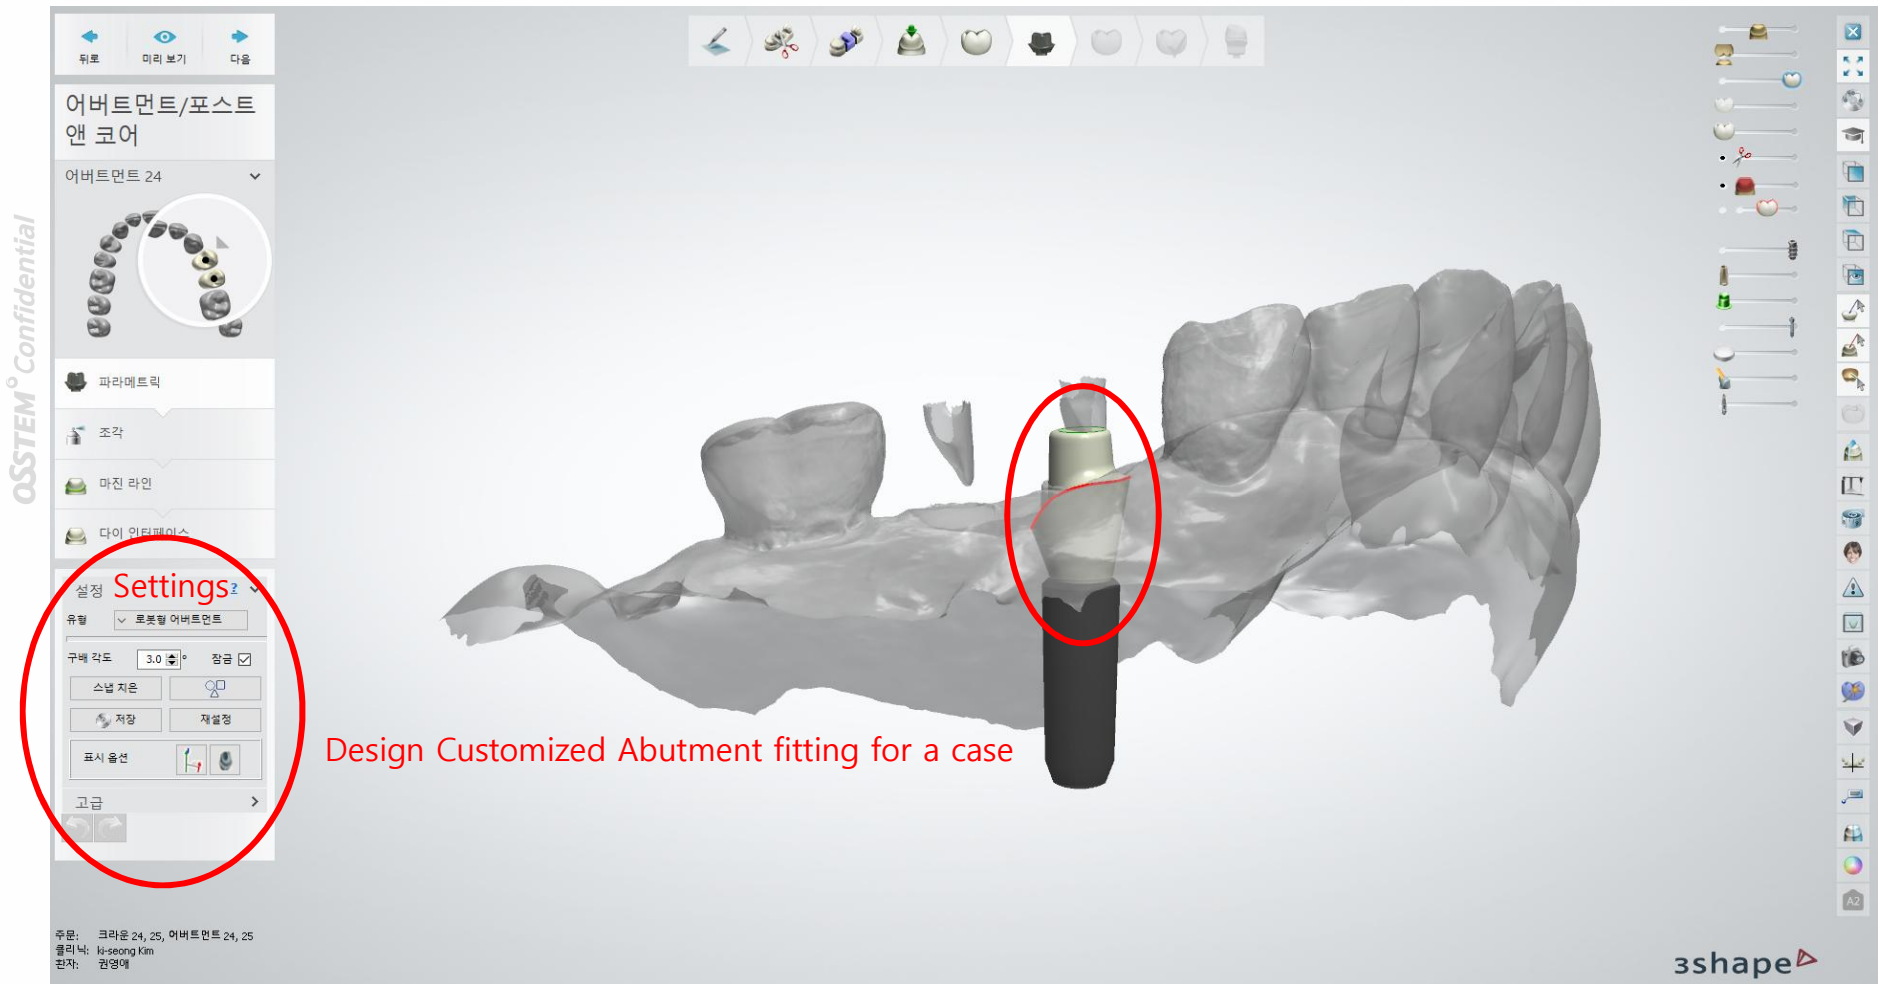 뒤로
미리 보기
다음
어버트먼트/포스트
앤 코어
어버트먼트 24
파라메트릭
조각
마진 라인
다이 인터페이스
설정 Settings ?
유형 로봇형 어버트먼트
구배 각도 3.0 ° 잠금
스냅 치은
저장 재설정
표시 옵션
고급
Design Customized Abutment fitting for a case
주문: 크라운 24, 25, 어버트먼트 24, 25
클리닉: ki-seong Kim
환자: 권영애
OSSTEM° Confidential
A2
3shape